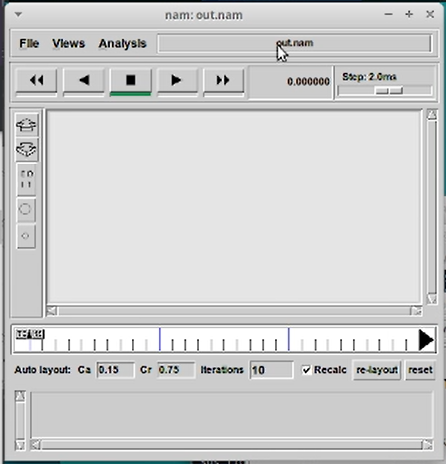 nam: out.nam
File Views Analysis out.nam
0.000000 Step: 2.0ms
Auto layout: Ca 0.15 Cr 0.75 Iterations 10 Recalc re-layout reset